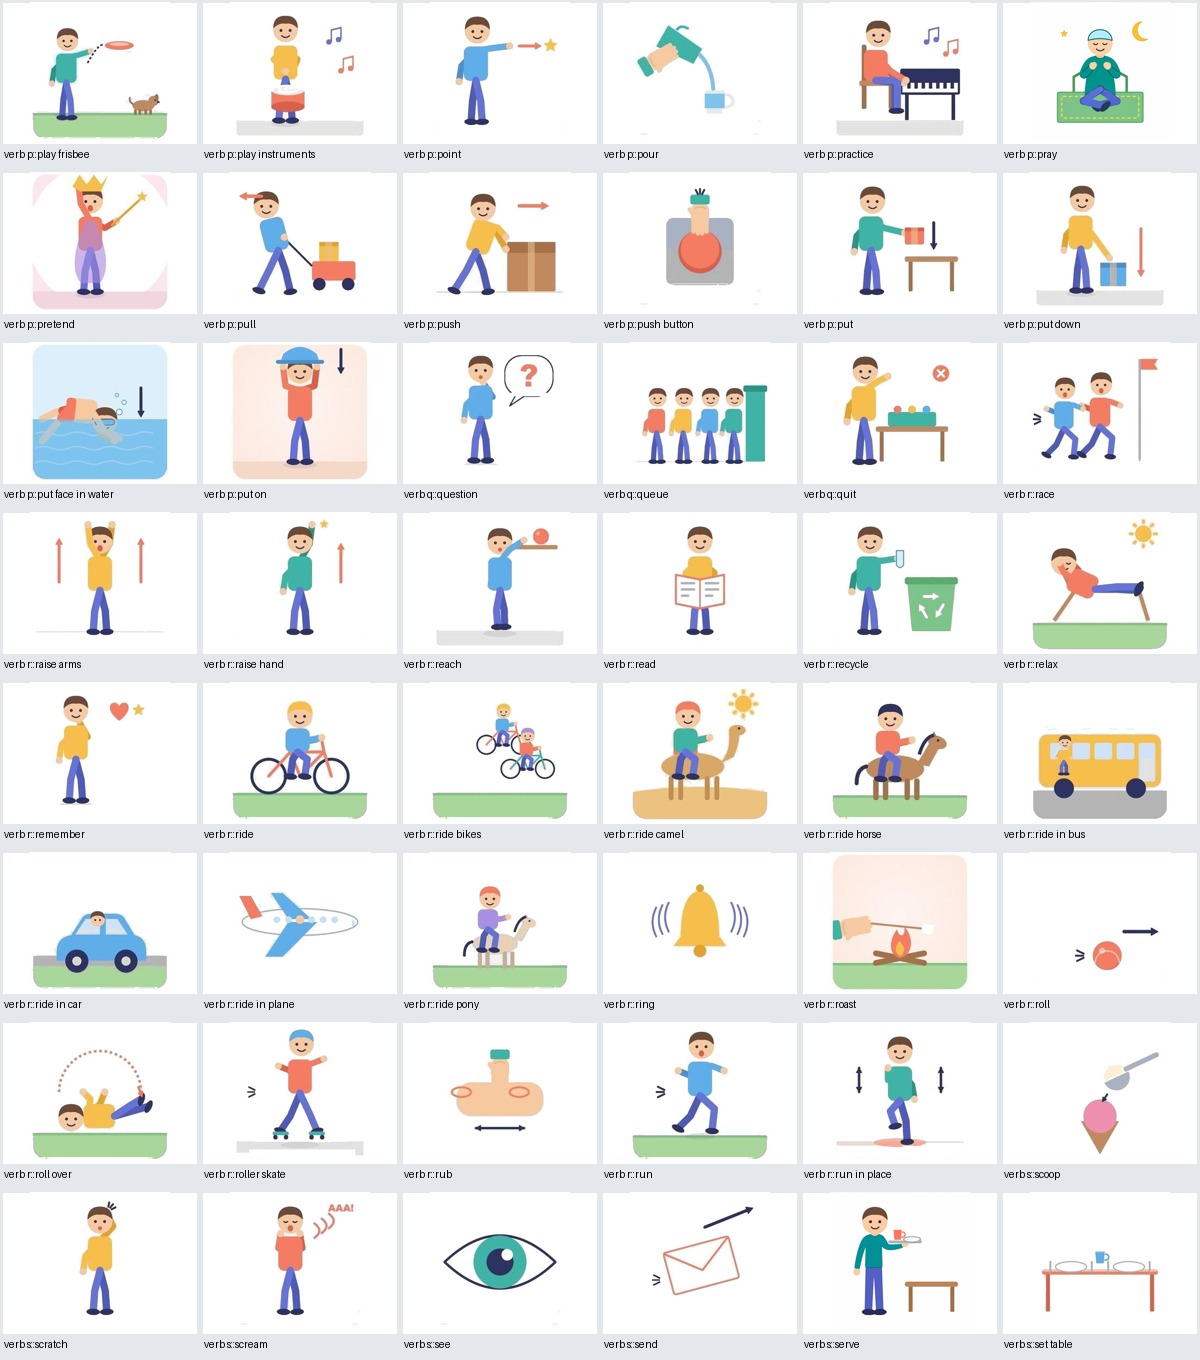 verb p::play frisbee
verb p::play instruments
verb p::point
verb p::pour
verb p::practice
verb p::pray
verb p::pretend
verb p::pull
verb p::push
verb p::push button
verb p::put
verb p::put down
verb p::put face in water
verb p::put on
?
verb q::question
verb q::queue
verb q::quit
verb r::race
verb r::raise arms
verb r::raise hand
verb r::reach
verb r::read
verb r::recycle
verb r::relax
verb r::remember
verb r::ride
verb r::ride bikes
verb r::ride camel
verb r::ride horse
verb r::ride in bus
verb r::ride in car
verb r::ride in plane
verb r::ride pony
verb r::ring
verb r::roast
verb r::roll
verb r::roll over
verb r::roller skate
verb r::rub
verb r::run
verb r::run in place
verb s::scoop
verb s::scratch
AAA!
verb s::scream
verb s::see
verb s::send
verb s::serve
verb s::set table